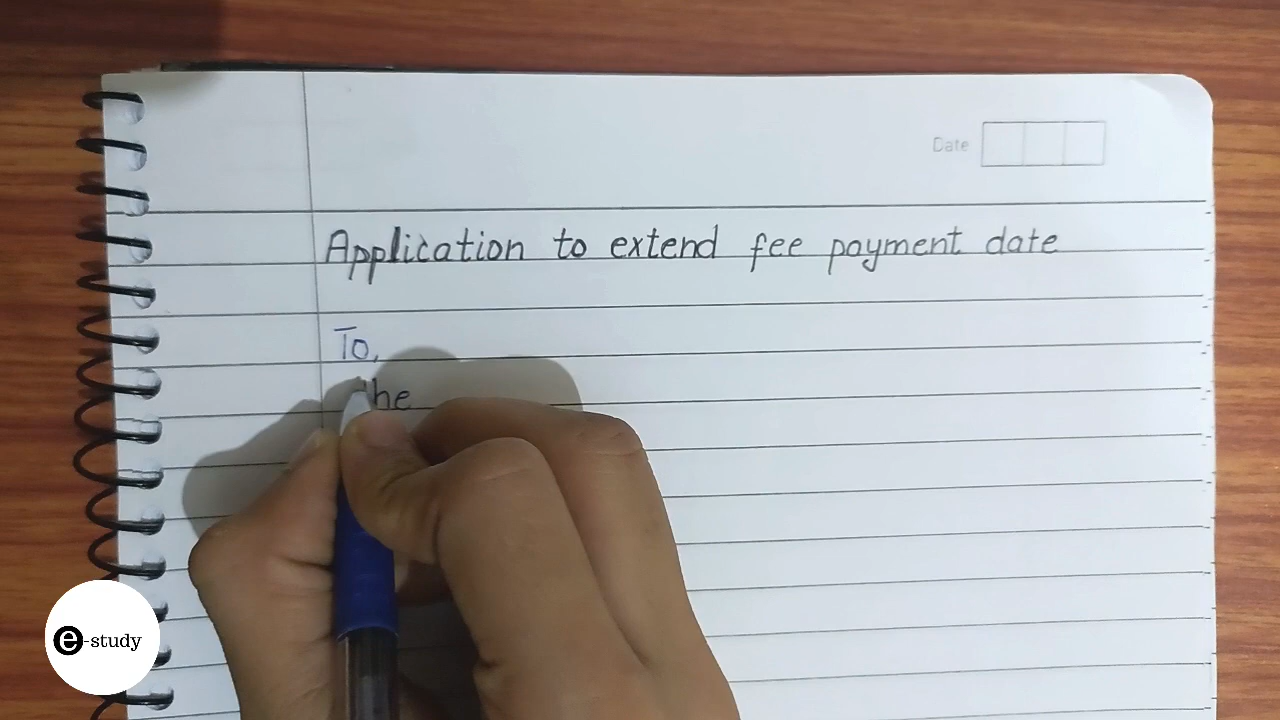 Date
Application to extend fee payment date
To,
he
e-study